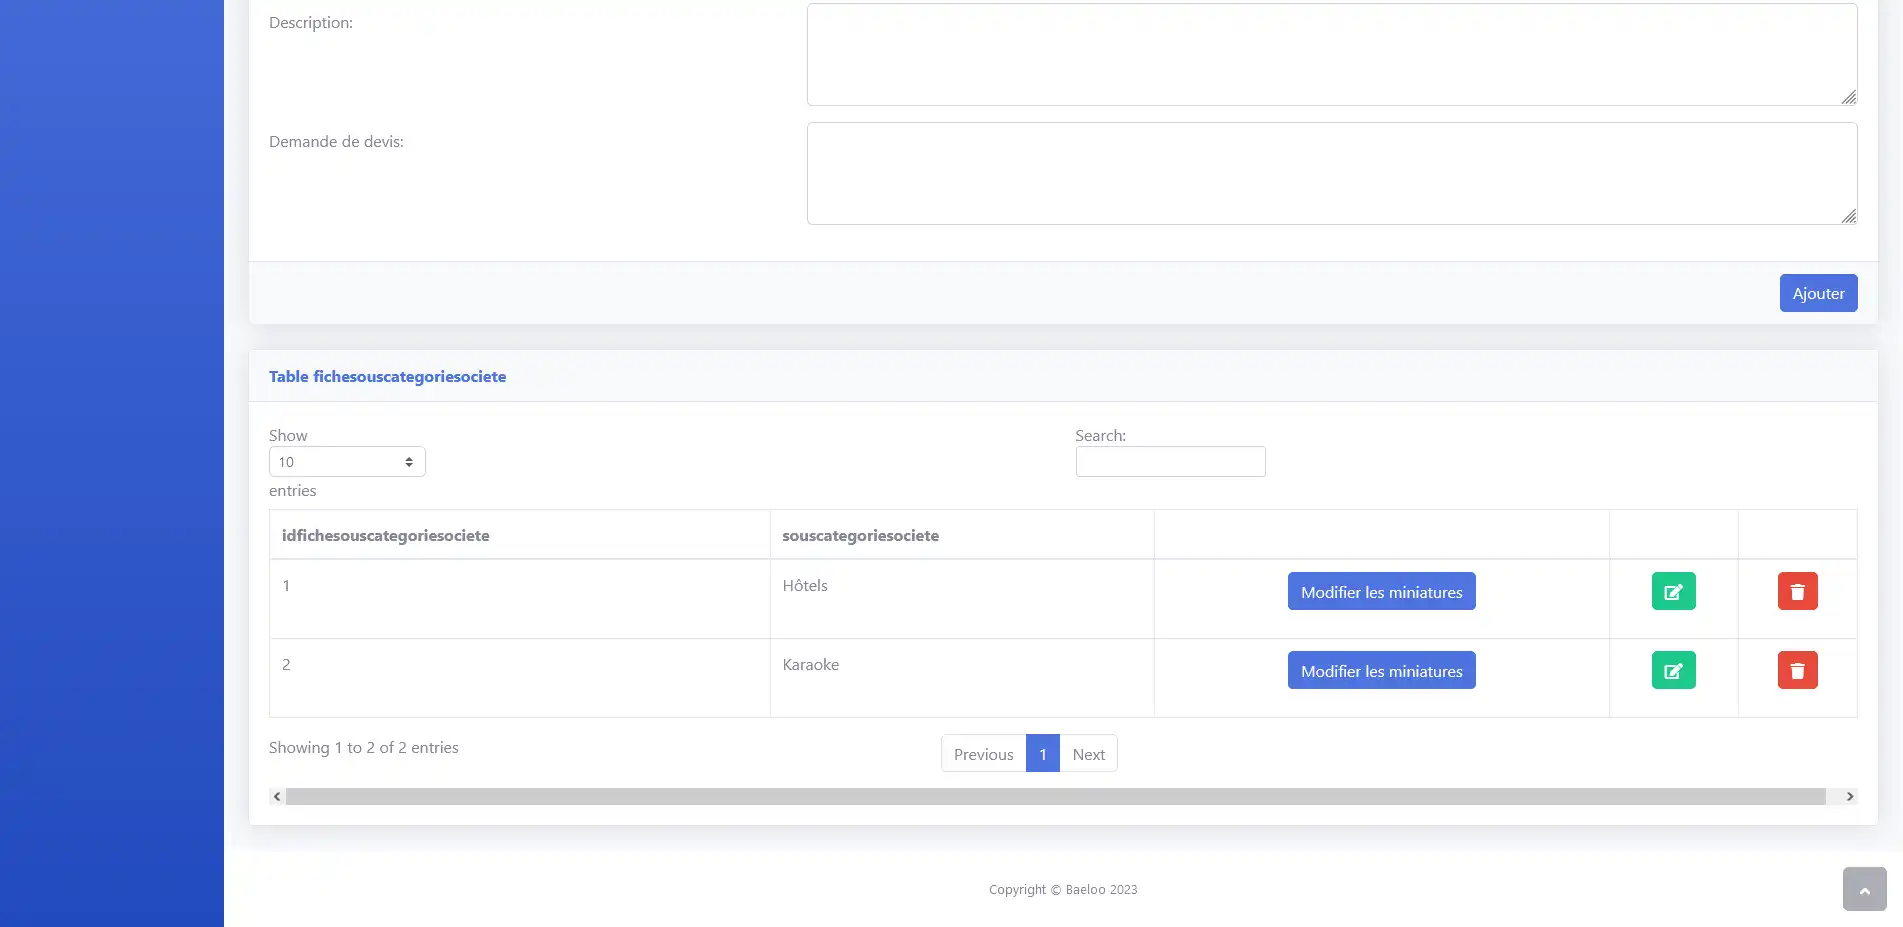 Description:
Demande de devis:
Ajouter
Table fichesouscategoriesociete
Show
Search:
10
entries
idfichesouscategoriesociete souscategoriesociete
1 Hôtels Modifier les miniatures
2 Karaoke Modifier les miniatures
Showing 1 to 2 of 2 entries
Previous 1 Next
Copyright © Baeloo 2023